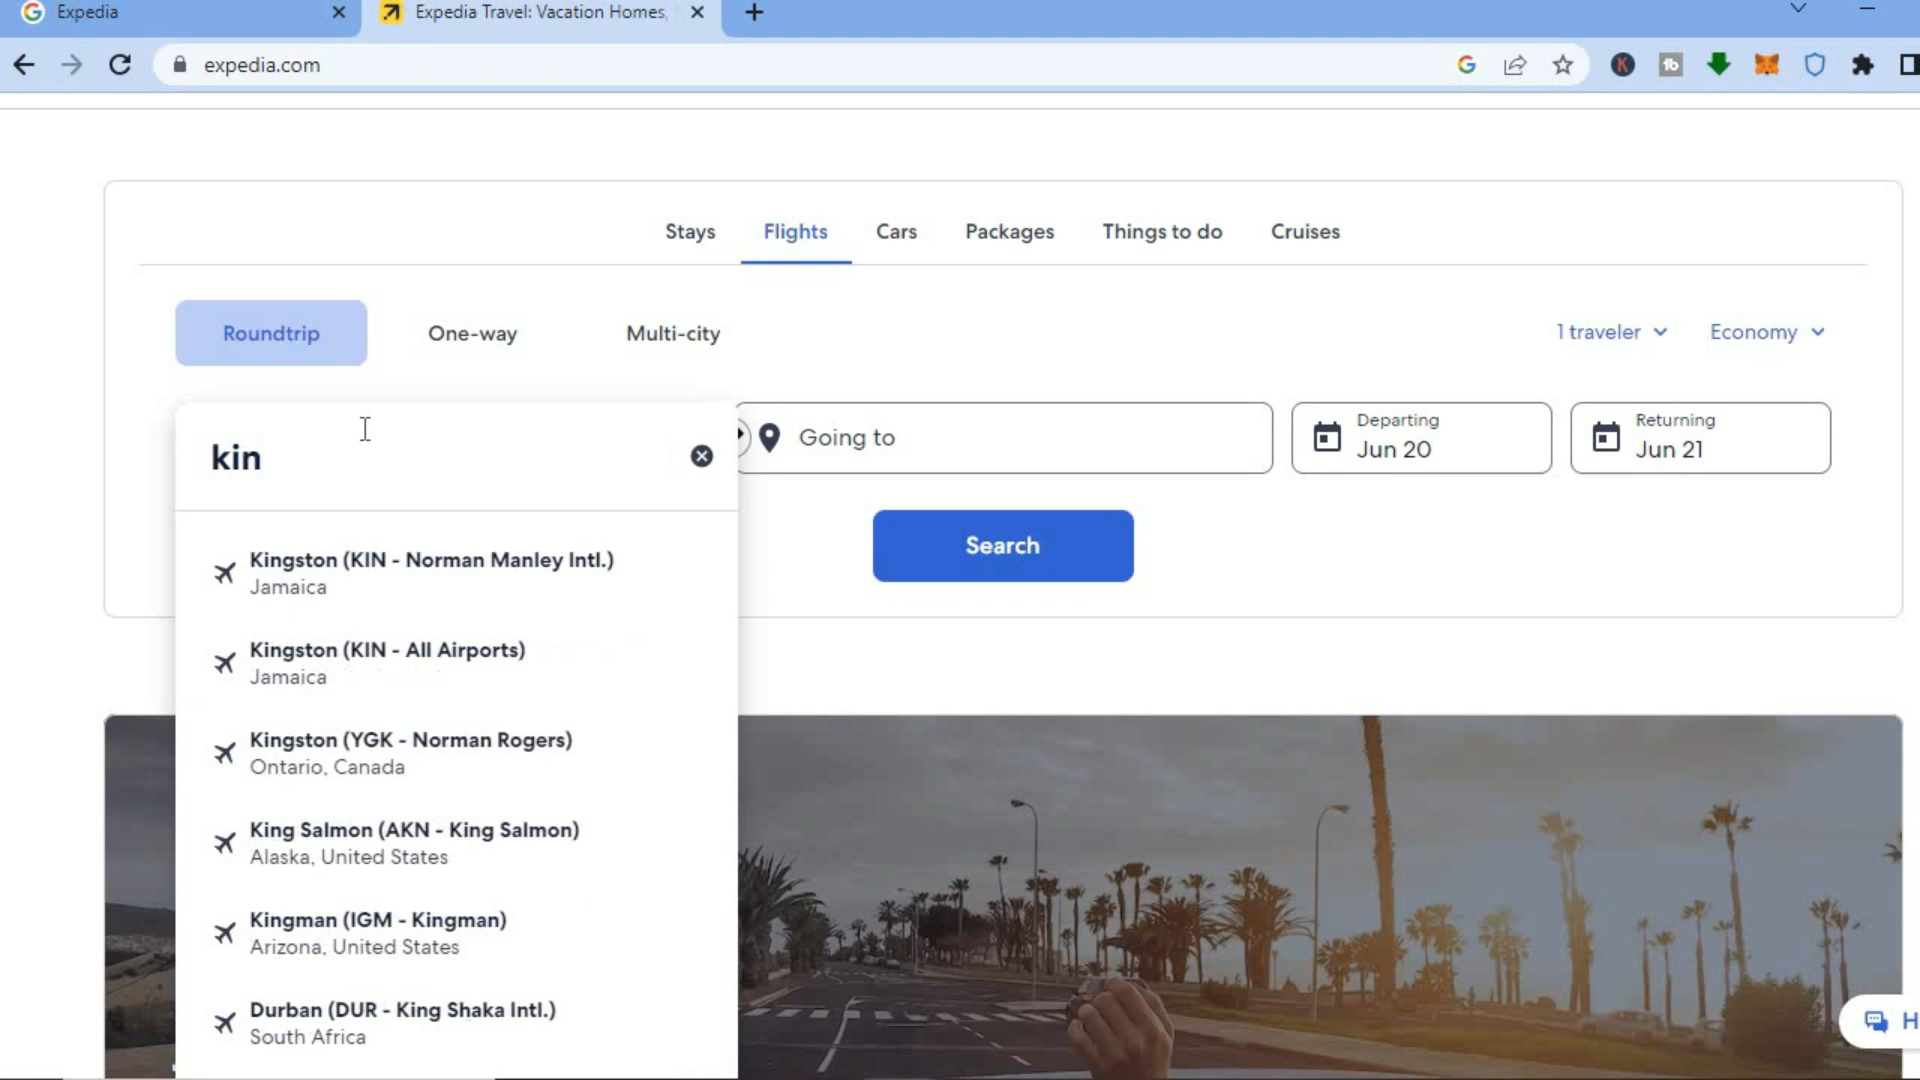 Expedia
Expedia Travel: Vacation Homes,
expedia.com
Stays
Flights
Cars
Packages
Things to do
Cruises
Roundtrip
One-way
Multi-city
1 traveler
Economy
kin
Going to
Departing
Jun 20
Returning
Jun 21
Search
Kingston (KIN - Norman Manley Intl.)
Jamaica
Kingston (KIN - All Airports)
Jamaica
Kingston (YGK - Norman Rogers)
Ontario, Canada
King Salmon (AKN - King Salmon)
Alaska, United States
Kingman (IGM - Kingman)
Arizona, United States
Durban (DUR - King Shaka Intl.)
South Africa
H